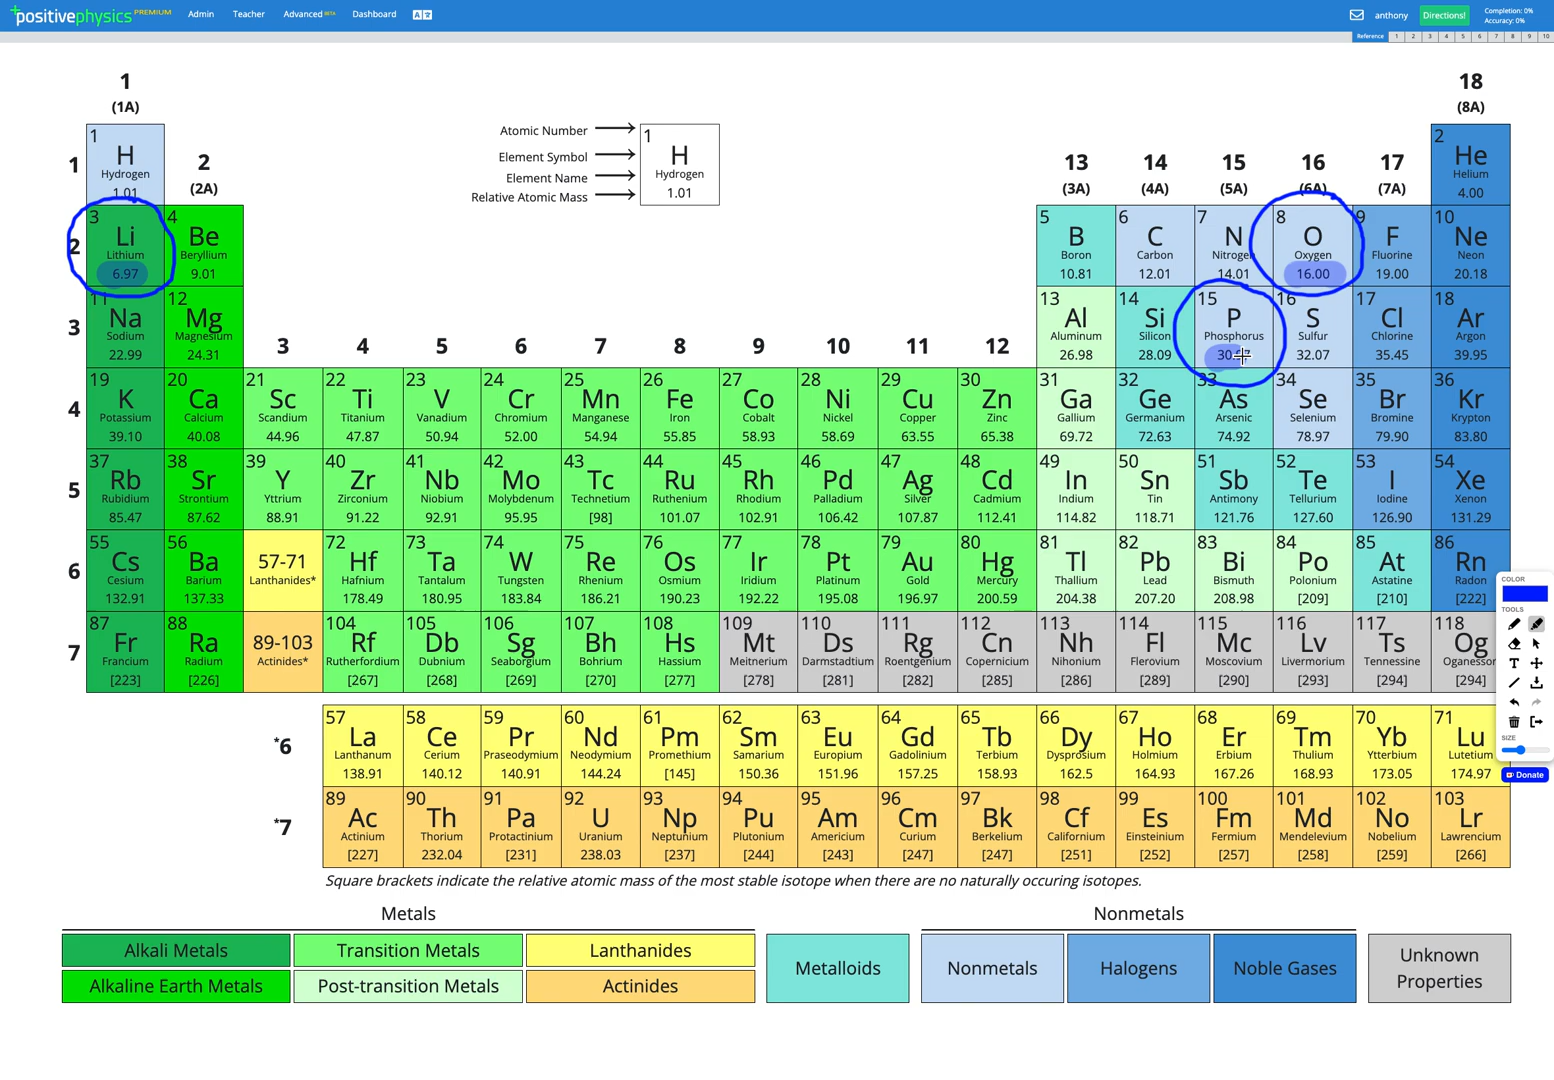 +positivephysics PREMIUM Admin Teacher Advanced BETA Dashboard anthony Directions! Completion: 0%
Accuracy: 0%
Reference 1 2 3 4 5 6 7 8 9 10
1 18
(1A) (8A)
Atomic Number 1
Element Symbol H
Element Name Hydrogen
Relative Atomic Mass 1.01
2 13 14 15 16 17
(2A) (3A) (4A) (5A) (6A) (7A)
1
1 H Hydrogen 1.01
2 He Helium 4.00
2
3 Li Lithium 6.97
4 Be Beryllium 9.01
5 B Boron 10.81
6 C Carbon 12.01
7 N Nitrogen 14.01
8 O Oxygen 16.00
9 F Fluorine 19.00
10 Ne Neon 20.18
3
11 Na Sodium 22.99
12 Mg Magnesium 24.31
3 4 5 6 7 8 9 10 11 12
13 Al Aluminum 26.98
14 Si Silicon 28.09
15 P Phosphorus
16 S Sulfur 32.07
17 Cl Chlorine 35.45
18 Ar Argon 39.95
4
19 K Potassium 39.10
20 Ca Calcium 40.08
21 Sc Scandium 44.96
22 Ti Titanium 47.87
23 V Vanadium 50.94
24 Cr Chromium 52.00
25 Mn Manganese 54.94
26 Fe Iron 55.85
27 Co Cobalt 58.93
28 Ni Nickel 58.69
29 Cu Copper 63.55
30 Zn Zinc 65.38
31 Ga Gallium 69.72
32 Ge Germanium 72.63
33 As Arsenic 74.92
34 Se Selenium 78.97
35 Br Bromine 79.90
36 Kr Krypton 83.80
5
37 Rb Rubidium 85.47
38 Sr Strontium 87.62
39 Y Yttrium 88.91
40 Zr Zirconium 91.22
41 Nb Niobium 92.91
42 Mo Molybdenum 95.95
43 Tc Technetium [98]
44 Ru Ruthenium 101.07
45 Rh Rhodium 102.91
46 Pd Palladium 106.42
47 Ag Silver 107.87
48 Cd Cadmium 112.41
49 In Indium 114.82
50 Sn Tin 118.71
51 Sb Antimony 121.76
52 Te Tellurium 127.60
53 I Iodine 126.90
54 Xe Xenon 131.29
6
55 Cs Cesium 132.91
56 Ba Barium 137.33
57-71 Lanthanides*
72 Hf Hafnium 178.49
73 Ta Tantalum 180.95
74 W Tungsten 183.84
75 Re Rhenium 186.21
76 Os Osmium 190.23
77 Ir Iridium 192.22
78 Pt Platinum 195.08
79 Au Gold 196.97
80 Hg Mercury 200.59
81 Tl Thallium 204.38
82 Pb Lead 207.20
83 Bi Bismuth 208.98
84 Po Polonium [209]
85 At Astatine [210]
86 Rn Radon [222]
7
87 Fr Francium [223]
88 Ra Radium [226]
89-103 Actinides*
104 Rf Rutherfordium [267]
105 Db Dubnium [268]
106 Sg Seaborgium [269]
107 Bh Bohrium [270]
108 Hs Hassium [277]
109 Mt Meitnerium [278]
110 Ds Darmstadtium [281]
111 Rg Roentgenium [282]
112 Cn Copernicium [285]
113 Nh Nihonium [286]
114 Fl Flerovium [289]
115 Mc Moscovium [290]
116 Lv Livermorium [293]
117 Ts Tennessine [294]
118 Og Oganesson [294]
*6
57 La Lanthanum 138.91
58 Ce Cerium 140.12
59 Pr Praseodymium 140.91
60 Nd Neodymium 144.24
61 Pm Promethium [145]
62 Sm Samarium 150.36
63 Eu Europium 151.96
64 Gd Gadolinium 157.25
65 Tb Terbium 158.93
66 Dy Dysprosium 162.5
67 Ho Holmium 164.93
68 Er Erbium 167.26
69 Tm Thulium 168.93
70 Yb Ytterbium 173.05
71 Lu Lutetium 174.97
*7
89 Ac Actinium [227]
90 Th Thorium 232.04
91 Pa Protactinium [231]
92 U Uranium 238.03
93 Np Neptunium [237]
94 Pu Plutonium [244]
95 Am Americium [243]
96 Cm Curium [247]
97 Bk Berkelium [247]
98 Cf Californium [251]
99 Es Einsteinium [252]
100 Fm Fermium [257]
101 Md Mendelevium [258]
102 No Nobelium [259]
103 Lr Lawrencium [266]
COLOR
TOOLS
SIZE
Donate
Square brackets indicate the relative atomic mass of the most stable isotope when there are no naturally occuring isotopes.
Metals Nonmetals
Alkali Metals Transition Metals Lanthanides
Alkaline Earth Metals Post-transition Metals Actinides
Metalloids Nonmetals Halogens Noble Gases Unknown
Properties